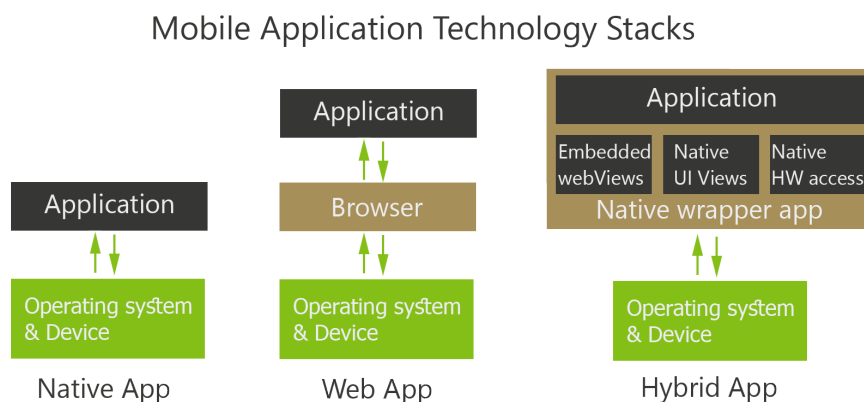 Mobile Application Technology Stacks
Application
Operating system
& Device
Native App
Application
Browser
Operating system
& Device
Web App
Application
Embedded
webViews
Native
UI Views
Native
HW access
Native wrapper app
Operating system
& Device
Hybrid App